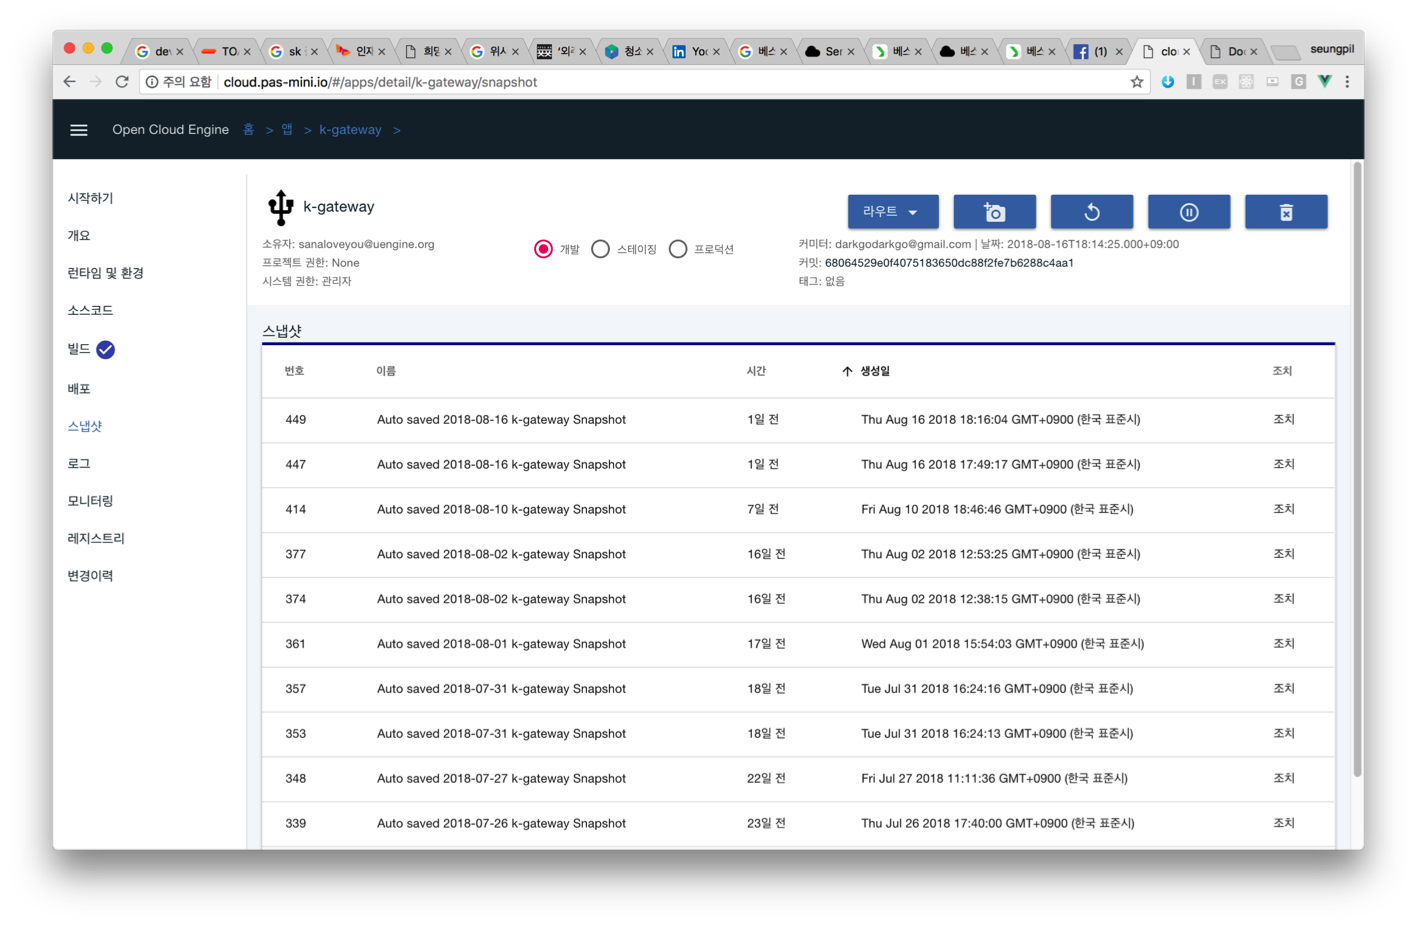 dev TOA sk 인재 희망 위시 '외국 청소 You 베스 Ser 베스 베스 베스 (1) clou Doc seungpil
주의 요함 cloud.pas-mini.io/#/apps/detail/k-gateway/snapshot
Open Cloud Engine 홈 > 앱 > k-gateway >
시작하기
개요
런타임 및 환경
소스코드
빌드
배포
스냅샷
로그
모니터링
레지스트리
변경이력
k-gateway
라우트
소유자: sanaloveyou@uengine.org
프로젝트 권한: None
시스템 권한: 관리자
개발 스테이징 프로덕션
커미터: darkgodarkgo@gmail.com | 날짜: 2018-08-16T18:14:25.000+09:00
커밋: 68064529e0f4075183650dc88f2fe7b6288c4aa1
태그: 없음
스냅샷
번호 이름 시간 생성일 조치
449 Auto saved 2018-08-16 k-gateway Snapshot 1일 전 Thu Aug 16 2018 18:16:04 GMT+0900 (한국 표준시) 조치
447 Auto saved 2018-08-16 k-gateway Snapshot 1일 전 Thu Aug 16 2018 17:49:17 GMT+0900 (한국 표준시) 조치
414 Auto saved 2018-08-10 k-gateway Snapshot 7일 전 Fri Aug 10 2018 18:46:46 GMT+0900 (한국 표준시) 조치
377 Auto saved 2018-08-02 k-gateway Snapshot 16일 전 Thu Aug 02 2018 12:53:25 GMT+0900 (한국 표준시) 조치
374 Auto saved 2018-08-02 k-gateway Snapshot 16일 전 Thu Aug 02 2018 12:38:15 GMT+0900 (한국 표준시) 조치
361 Auto saved 2018-08-01 k-gateway Snapshot 17일 전 Wed Aug 01 2018 15:54:03 GMT+0900 (한국 표준시) 조치
357 Auto saved 2018-07-31 k-gateway Snapshot 18일 전 Tue Jul 31 2018 16:24:16 GMT+0900 (한국 표준시) 조치
353 Auto saved 2018-07-31 k-gateway Snapshot 18일 전 Tue Jul 31 2018 16:24:13 GMT+0900 (한국 표준시) 조치
348 Auto saved 2018-07-27 k-gateway Snapshot 22일 전 Fri Jul 27 2018 11:11:36 GMT+0900 (한국 표준시) 조치
339 Auto saved 2018-07-26 k-gateway Snapshot 23일 전 Thu Jul 26 2018 17:40:00 GMT+0900 (한국 표준시) 조치